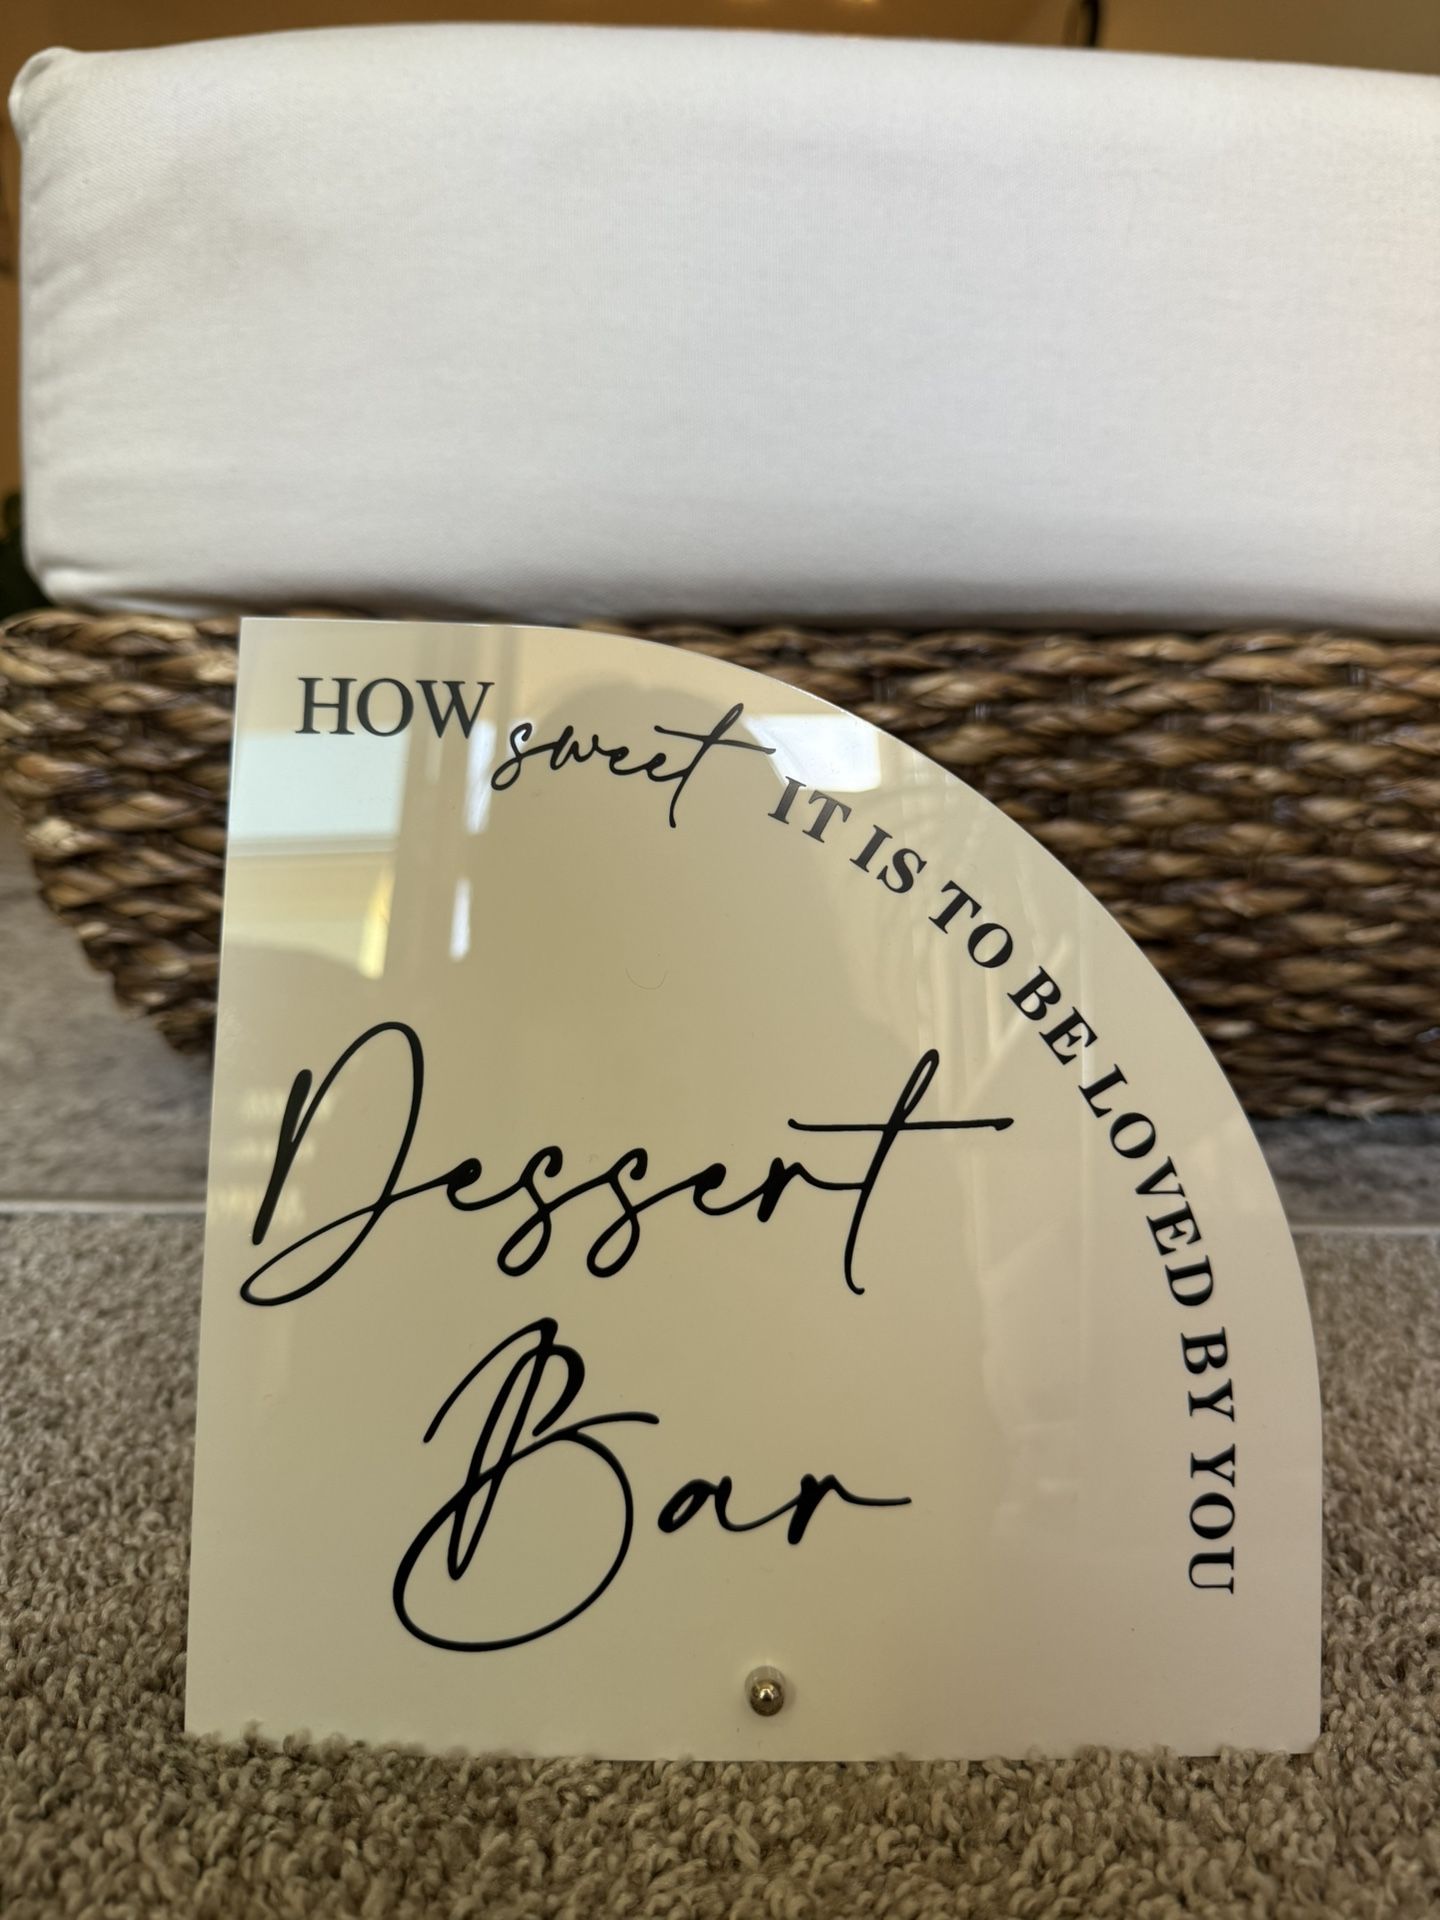 HOW sweet IT IS TO BE LOVED BY YOU
Dessert
Bar